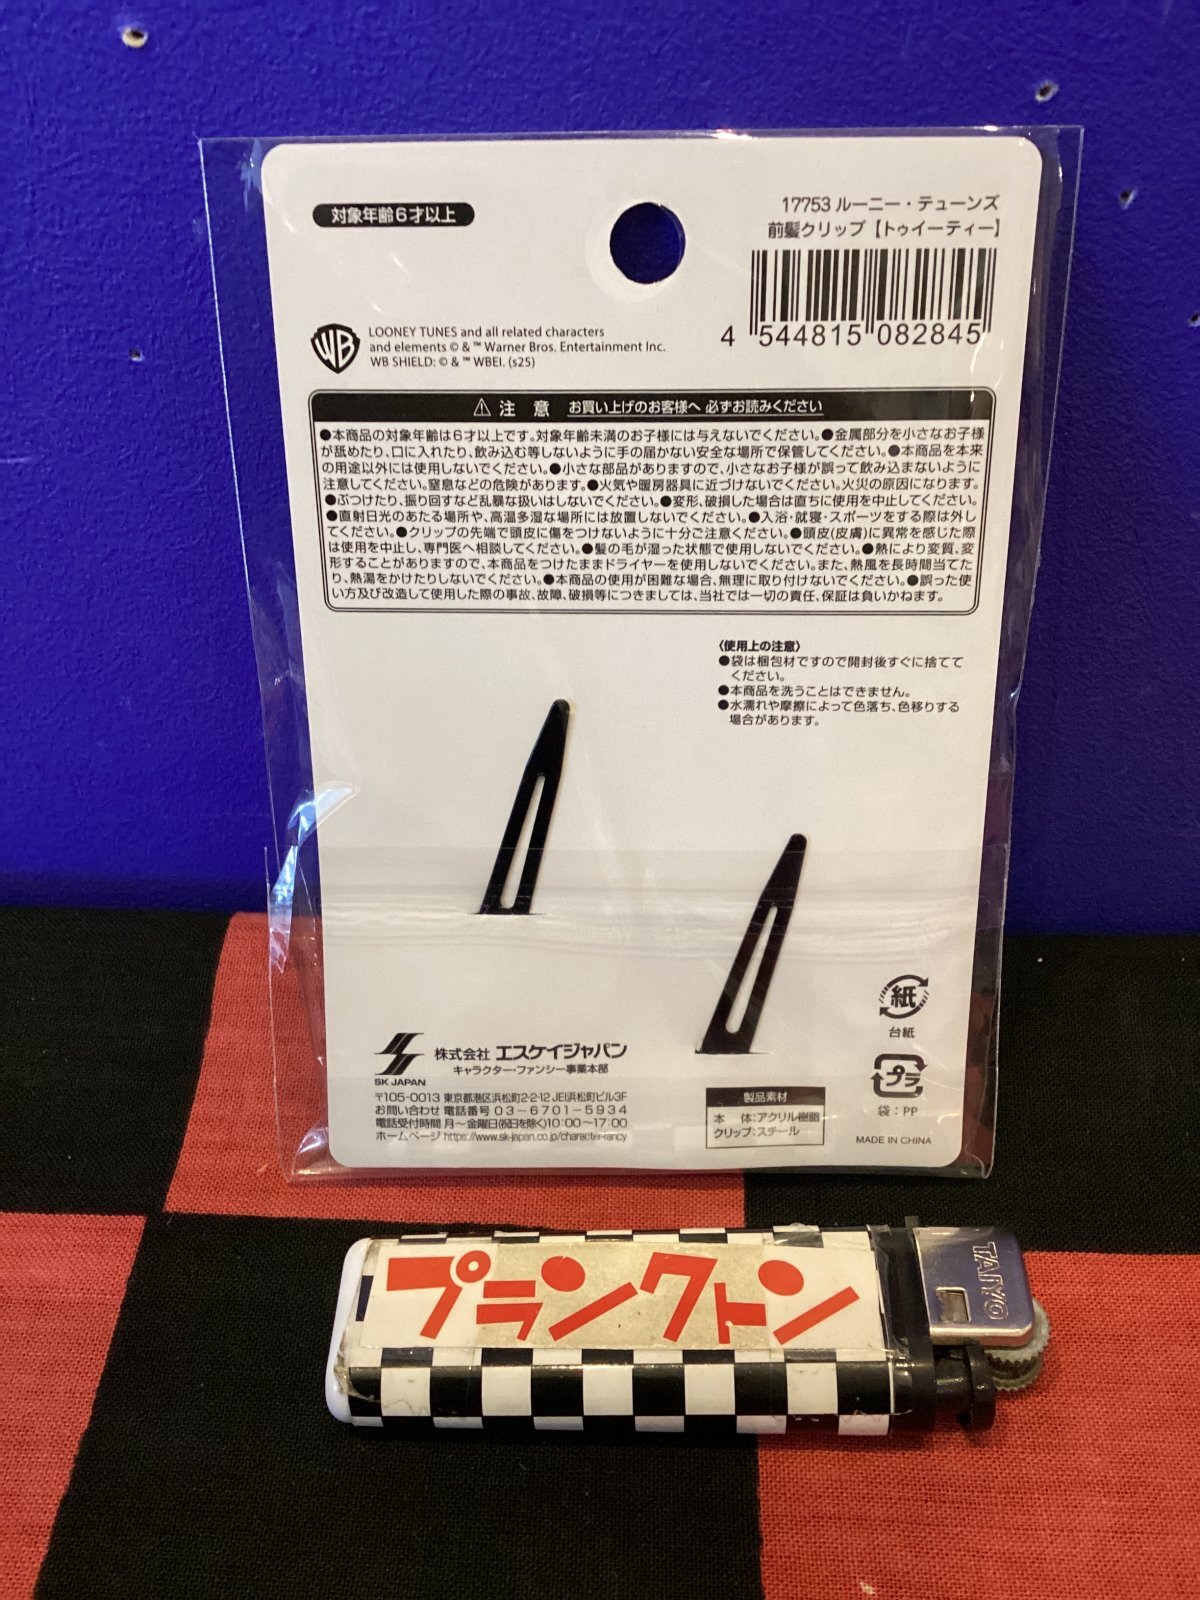 対象年齢6才以上
17753 ルーニー・テューンズ
前髪クリップ【トゥイーティー】
4 544815 082845
WB
LOONEY TUNES and all related characters
and elements © & ™ Warner Bros. Entertainment Inc.
WB SHIELD: © & ™ WBEI. (s25)
⚠ 注 意 お買い上げのお客様へ 必ずお読みください
●本商品の対象年齢は6才以上です。対象年齢未満のお子様には与えないでください。●金属部分を小さなお子様
が舐めたり、口に入れたり、飲み込む等しないように手の届かない安全な場所で保管してください。●本商品を本来
の用途以外には使用しないでください。●小さな部品がありますので、小さなお子様が誤って飲み込まないように
注意してください。窒息などの危険があります。●火気や暖房器具に近づけないでください。火災の原因になります。
●ぶつけたり、振り回すなど乱暴な扱いはしないでください。●変形、破損した場合は直ちに使用を中止してください。
●直射日光のあたる場所や、高温多湿な場所には放置しないでください。●入浴・就寝・スポーツをする際は外し
てください。●クリップの先端で頭皮に傷をつけないように十分ご注意ください。●頭皮(皮膚)に異常を感じた際
は使用を中止し、専門医へ相談してください。●髪の毛が湿った状態で使用しないでください。●熱により変質、変
形することがありますので、本商品をつけたままドライヤーを使用しないでください。また、熱風を長時間当てた
り、熱湯をかけたりしないでください。●本商品の使用が困難な場合、無理に取り付けないでください。●誤った使
い方及び改造して使用した際の事故、故障、破損等につきましては、当社では一切の責任、保証は負いかねます。
〈使用上の注意〉
●袋は梱包材ですので開封後すぐに捨てて
ください。
●本商品を洗うことはできません。
●水濡れや摩擦によって色落ち、色移りする
場合があります。
紙
台紙
プラ
袋：PP
MADE IN CHINA
SK JAPAN
株式会社 エスケイジャパン
キャラクター・ファンシー事業本部
〒105-0013 東京都港区浜松町2-2-12 JEI浜松町ビル3F
お問い合わせ 電話番号 03-6701-5934
電話受付時間 月～金曜日(祝日を除く)10:00～17:00
ホームページ https://www.sk-japan.co.jp/character-fancy
製品素材
本 体：アクリル樹脂
クリップ：スチール
プランクトン
TAIYO